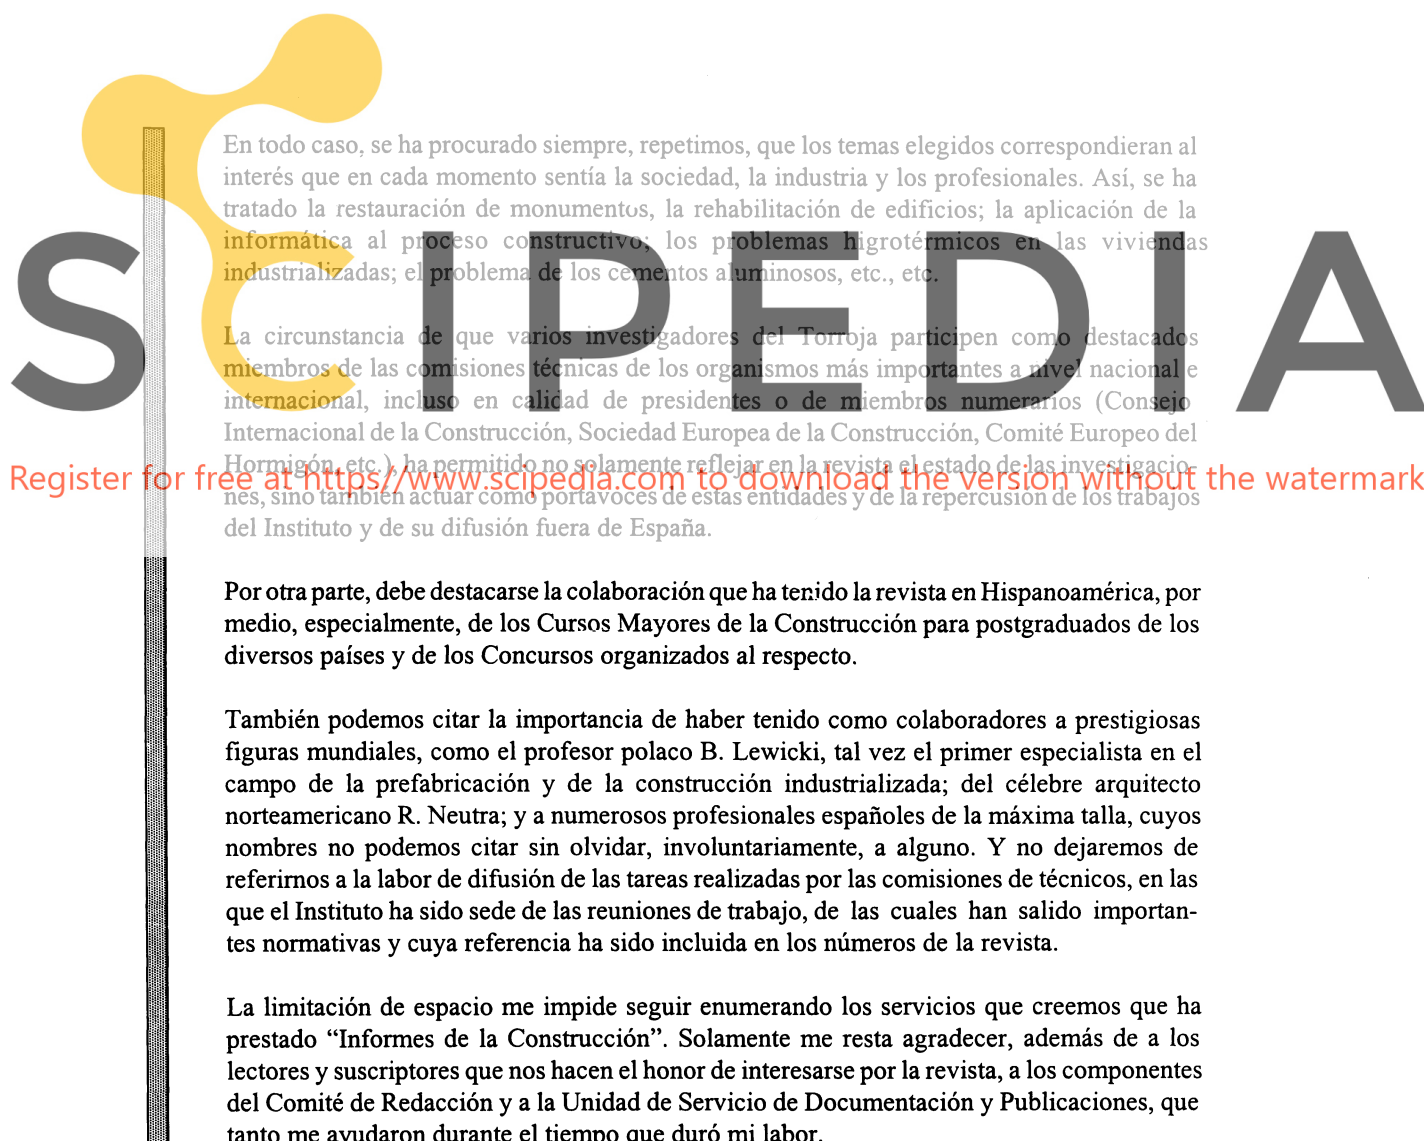 En todo caso, se ha procurado siempre, repetimos, que los temas elegidos correspondieran al
interés que en cada momento sentía la sociedad, la industria y los profesionales. Así, se ha
tratado la restauración de monumentos, la rehabilitación de edificios; la aplicación de la
informática al proceso constructivo; los problemas higrotérmicos en las viviendas
industrializadas; el problema de los cementos aluminosos, etc., etc.
SCIPEDIA
La circunstancia de que varios investigadores del Torroja participen como destacados
miembros de las comisiones técnicas de los organismos más importantes a nivel nacional e
internacional, incluso en calidad de presidentes o de miembros numerarios (Consejo
Internacional de la Construcción, Sociedad Europea de la Construcción, Comité Europeo del
Hormigón, etc.) ha permitido no solamente reflejar en la revista el estado de las investigacio-
Register for free at https://www.scipedia.com to download the version without the watermark
nes, sino también actuar como portavoces de estas entidades y de la repercusión de los trabajos
del Instituto y de su difusión fuera de España.
Por otra parte, debe destacarse la colaboración que ha tenido la revista en Hispanoamérica, por
medio, especialmente, de los Cursos Mayores de la Construcción para postgraduados de los
diversos países y de los Concursos organizados al respecto.
También podemos citar la importancia de haber tenido como colaboradores a prestigiosas
figuras mundiales, como el profesor polaco B. Lewicki, tal vez el primer especialista en el
campo de la prefabricación y de la construcción industrializada; del célebre arquitecto
norteamericano R. Neutra; y a numerosos profesionales españoles de la máxima talla, cuyos
nombres no podemos citar sin olvidar, involuntariamente, a alguno. Y no dejaremos de
referirnos a la labor de difusión de las tareas realizadas por las comisiones de técnicos, en las
que el Instituto ha sido sede de las reuniones de trabajo, de las cuales han salido importan-
tes normativas y cuya referencia ha sido incluida en los números de la revista.
La limitación de espacio me impide seguir enumerando los servicios que creemos que ha
prestado “Informes de la Construcción”. Solamente me resta agradecer, además de a los
lectores y suscriptores que nos hacen el honor de interesarse por la revista, a los componentes
del Comité de Redacción y a la Unidad de Servicio de Documentación y Publicaciones, que
tanto me ayudaron durante el tiempo que duró mi labor.